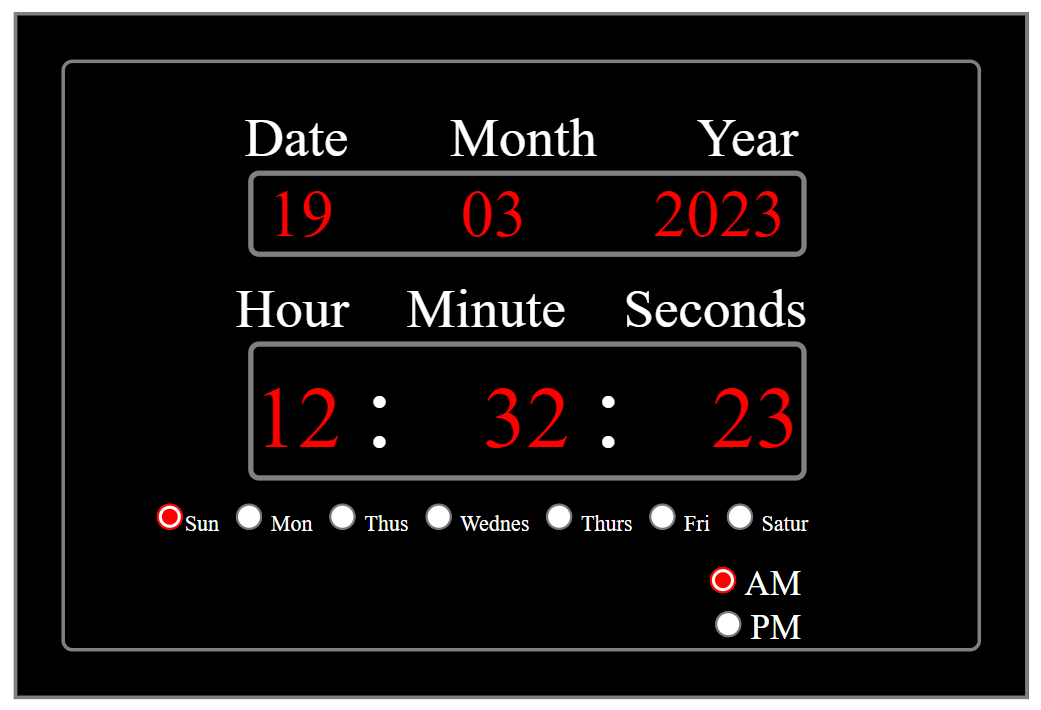 Date Month Year
19 03 2023
Hour Minute Seconds
12 : 32 : 23
Sun Mon Thus Wednes Thurs Fri Satur
AM
PM